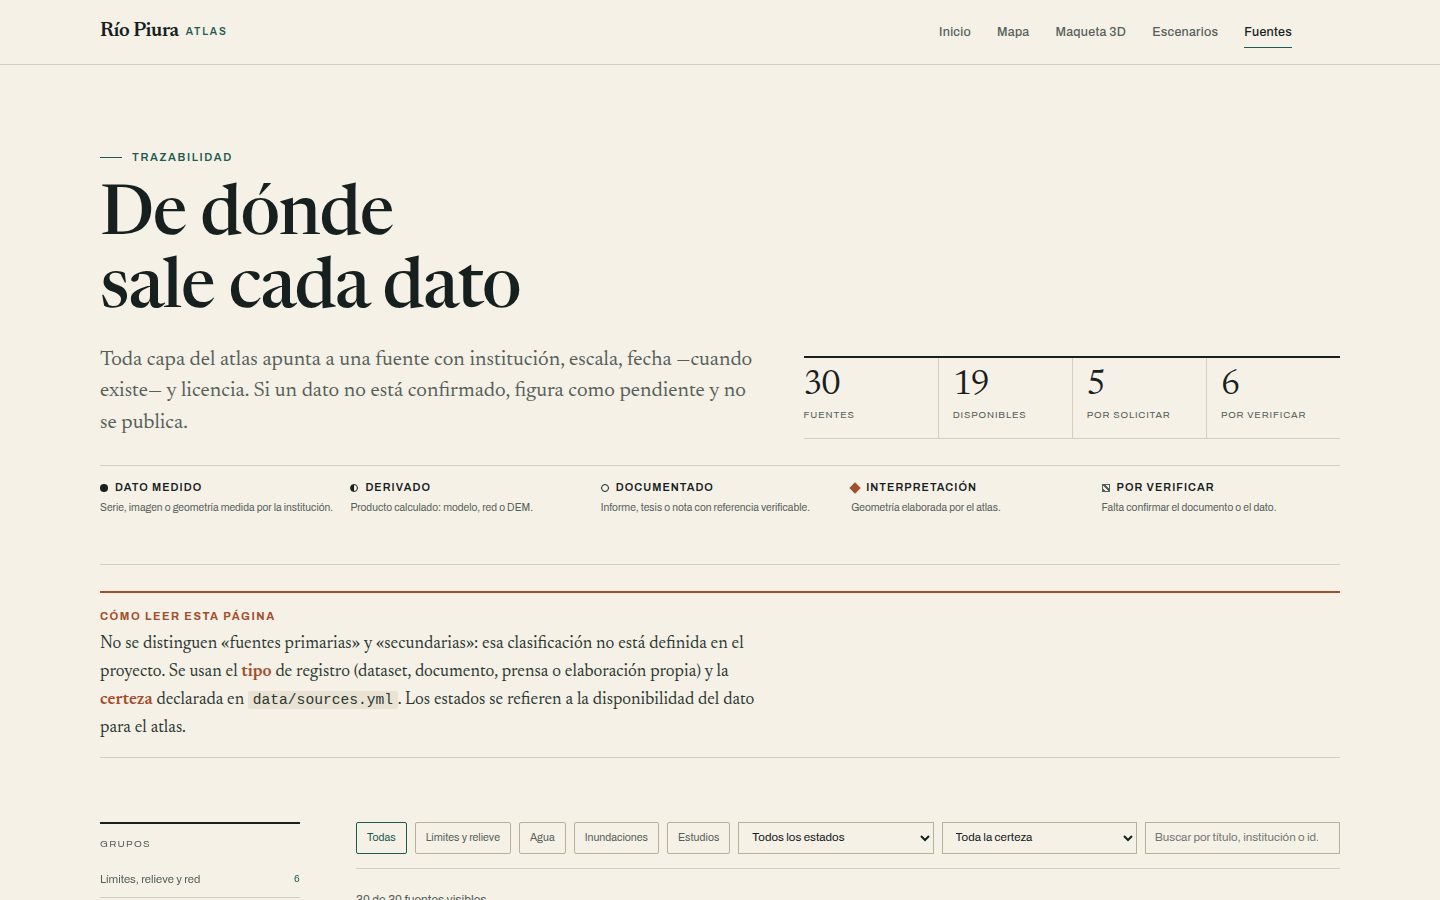 Río Piura ATLAS
Inicio Mapa Maqueta 3D Escenarios Fuentes
TRAZABILIDAD
De dónde
sale cada dato
Toda capa del atlas apunta a una fuente con institución, escala, fecha —cuando
existe— y licencia. Si un dato no está confirmado, figura como pendiente y no
se publica.
30 19 5 6
FUENTES DISPONIBLES POR SOLICITAR POR VERIFICAR
DATO MEDIDO DERIVADO DOCUMENTADO INTERPRETACIÓN POR VERIFICAR
Serie, imagen o geometría medida por la institución. Producto calculado: modelo, red o DEM. Informe, tesis o nota con referencia verificable. Geometría elaborada por el atlas. Falta confirmar el documento o el dato.
CÓMO LEER ESTA PÁGINA
No se distinguen «fuentes primarias» y «secundarias»: esa clasificación no está definida en el
proyecto. Se usan el tipo de registro (dataset, documento, prensa o elaboración propia) y la
certeza declarada en data/sources.yml. Los estados se refieren a la disponibilidad del dato
para el atlas.
Todas Límites y relieve Agua Inundaciones Estudios Todos los estados Toda la certeza Buscar por título, institución o id.
GRUPOS
Límites, relieve y red 6
30 de 30 fuentes visibles